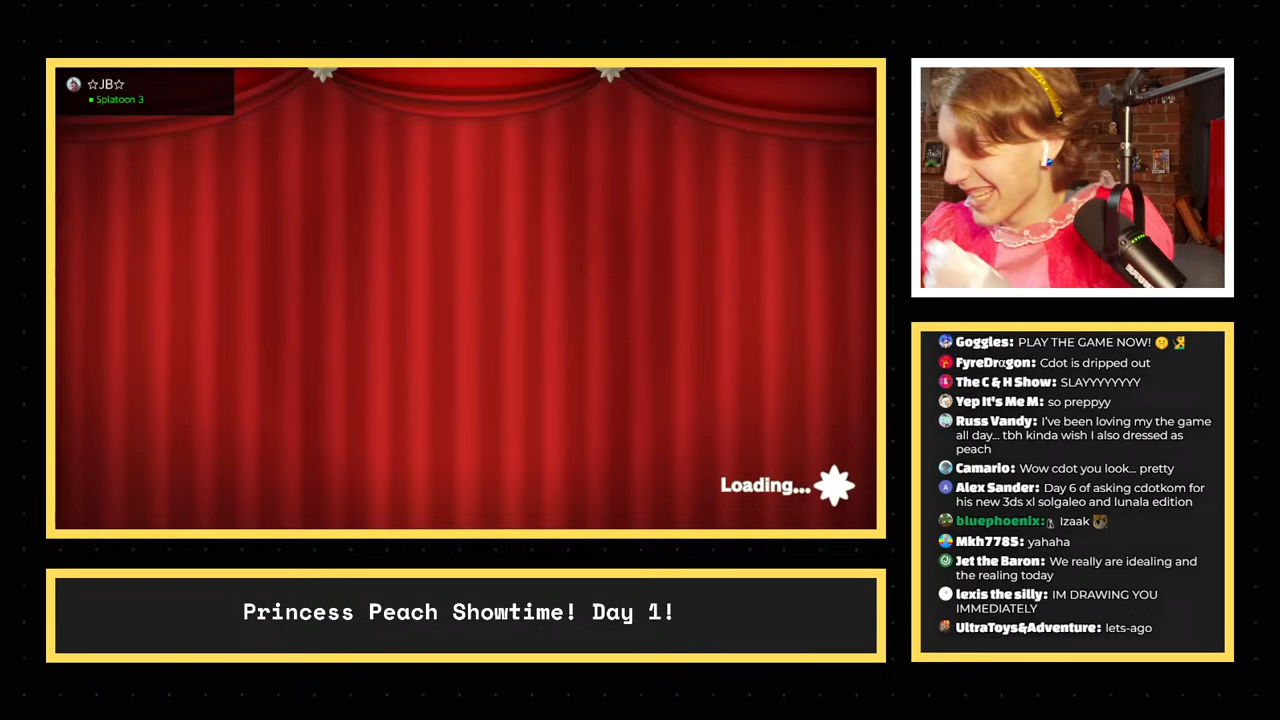 ☆JB☆
Splatoon 3
Loading...
Princess Peach Showtime! Day 1!
Goggles: PLAY THE GAME NOW!
FyreDrαgon: Cdot is dripped out
The C & H Show: SLAYYYYYYYY
Yep It's Me M: so preppyy
Russ Vandy: I've been loving my the game
all day... tbh kinda wish I also dressed as
peach
Camario: Wow cdot you look... pretty
Alex Sander: Day 6 of asking cdotkom for
his new 3ds xl solgaleo and lunala edition
bluephoenix: Izaak
Mkh7785: yahaha
Jet the Baron: We really are idealing and
the realing today
lexis the silly: IM DRAWING YOU
IMMEDIATELY
UltraToys&Adventure: lets-ago